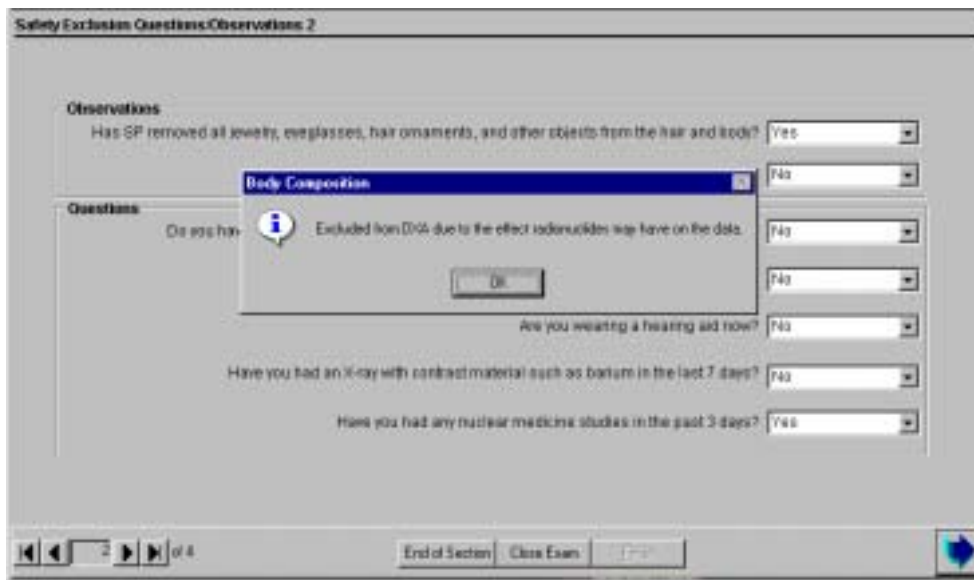 Safety Exclusion Questions/Observations 2
Observations
Has SP removed all jewelry, eyeglasses, hair ornaments, and other objects from the hair and body? Yes
No
Body Composition
Excluded from DXA due to the effect radionuclides may have on the data.
OK
Questions
Do you hav
No
No
Are you wearing a hearing aid now? No
Have you had an X-ray with contrast material such as barium in the last 7 days? No
Have you had any nuclear medicine studies in the past 3 days? Yes
2 of 4
End of Section Close Exam